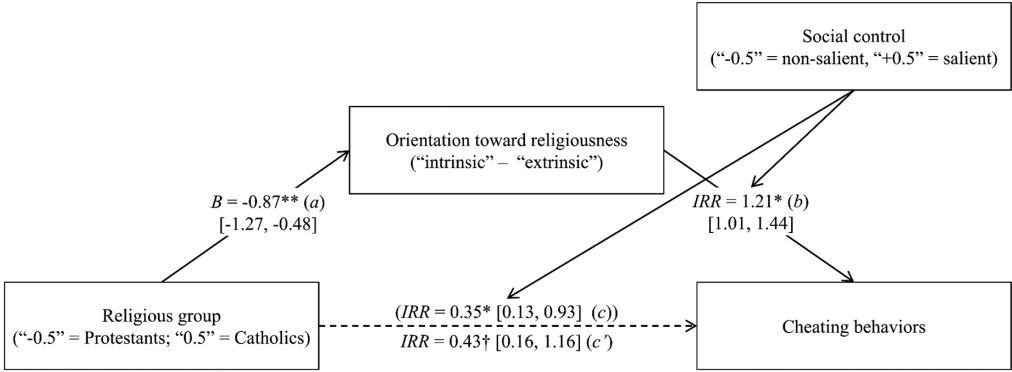 Social control
(“-0.5” = non-salient, “+0.5” = salient)
Orientation toward religiousness
(“intrinsic” – “extrinsic”)
B = -0.87** (a)
[-1.27, -0.48]
IRR = 1.21* (b)
[1.01, 1.44]
Religious group
(“-0.5” = Protestants; “0.5” = Catholics)
(IRR = 0.35* [0.13, 0.93] (c))
IRR = 0.43† [0.16, 1.16] (c’)
Cheating behaviors